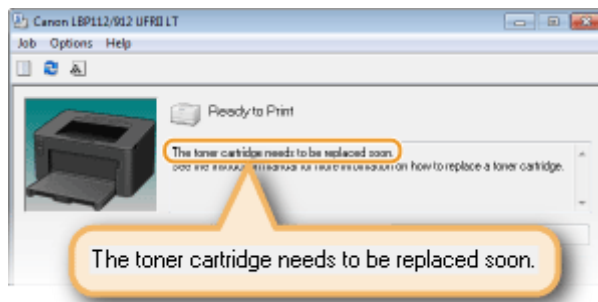 Canon LBP112/912 UFRII LT
Job Options Help
Ready to Print
The toner cartridge needs to be replaced soon.
See the instruction manual for more information on how to replace a toner cartridge.
The toner cartridge needs to be replaced soon.